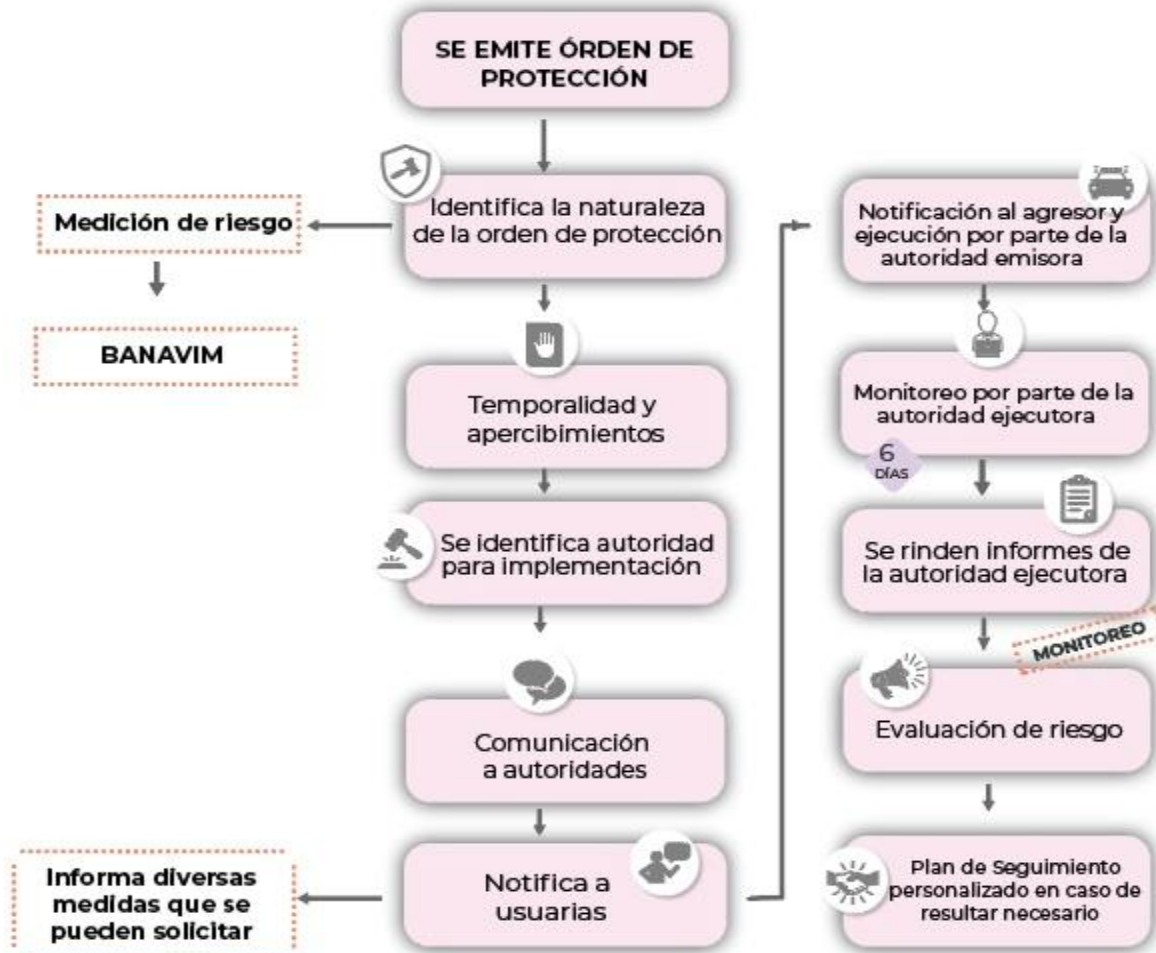 SE EMITE ÓRDEN DE
PROTECCIÓN
Identifica la naturaleza
de la orden de protección
Medición de riesgo
BANAVIM
Temporalidad y
apercibimientos
Se identifica autoridad
para implementación
Comunicación
a autoridades
Notifica a
usuarias
Informa diversas
medidas que se
pueden solicitar
Notificación al agresor y
ejecución por parte de la
autoridad emisora
Monitoreo por parte de la
autoridad ejecutora
6
DÍAS
Se rinden informes de
la autoridad ejecutora
MONITOREO
Evaluación de riesgo
Plan de Seguimiento
personalizado en caso de
resultar necesario